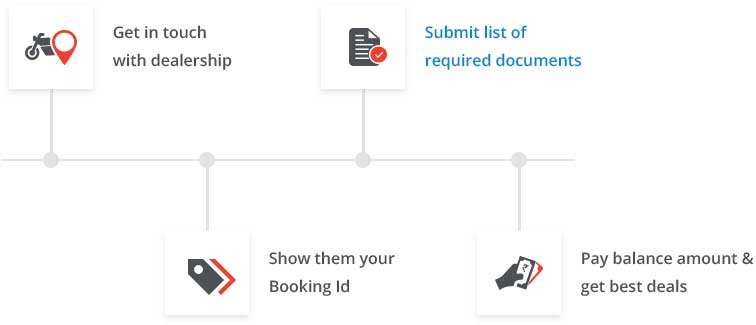 Get in touch
with dealership
Submit list of
required documents
Show them your
Booking Id
Pay balance amount &
get best deals